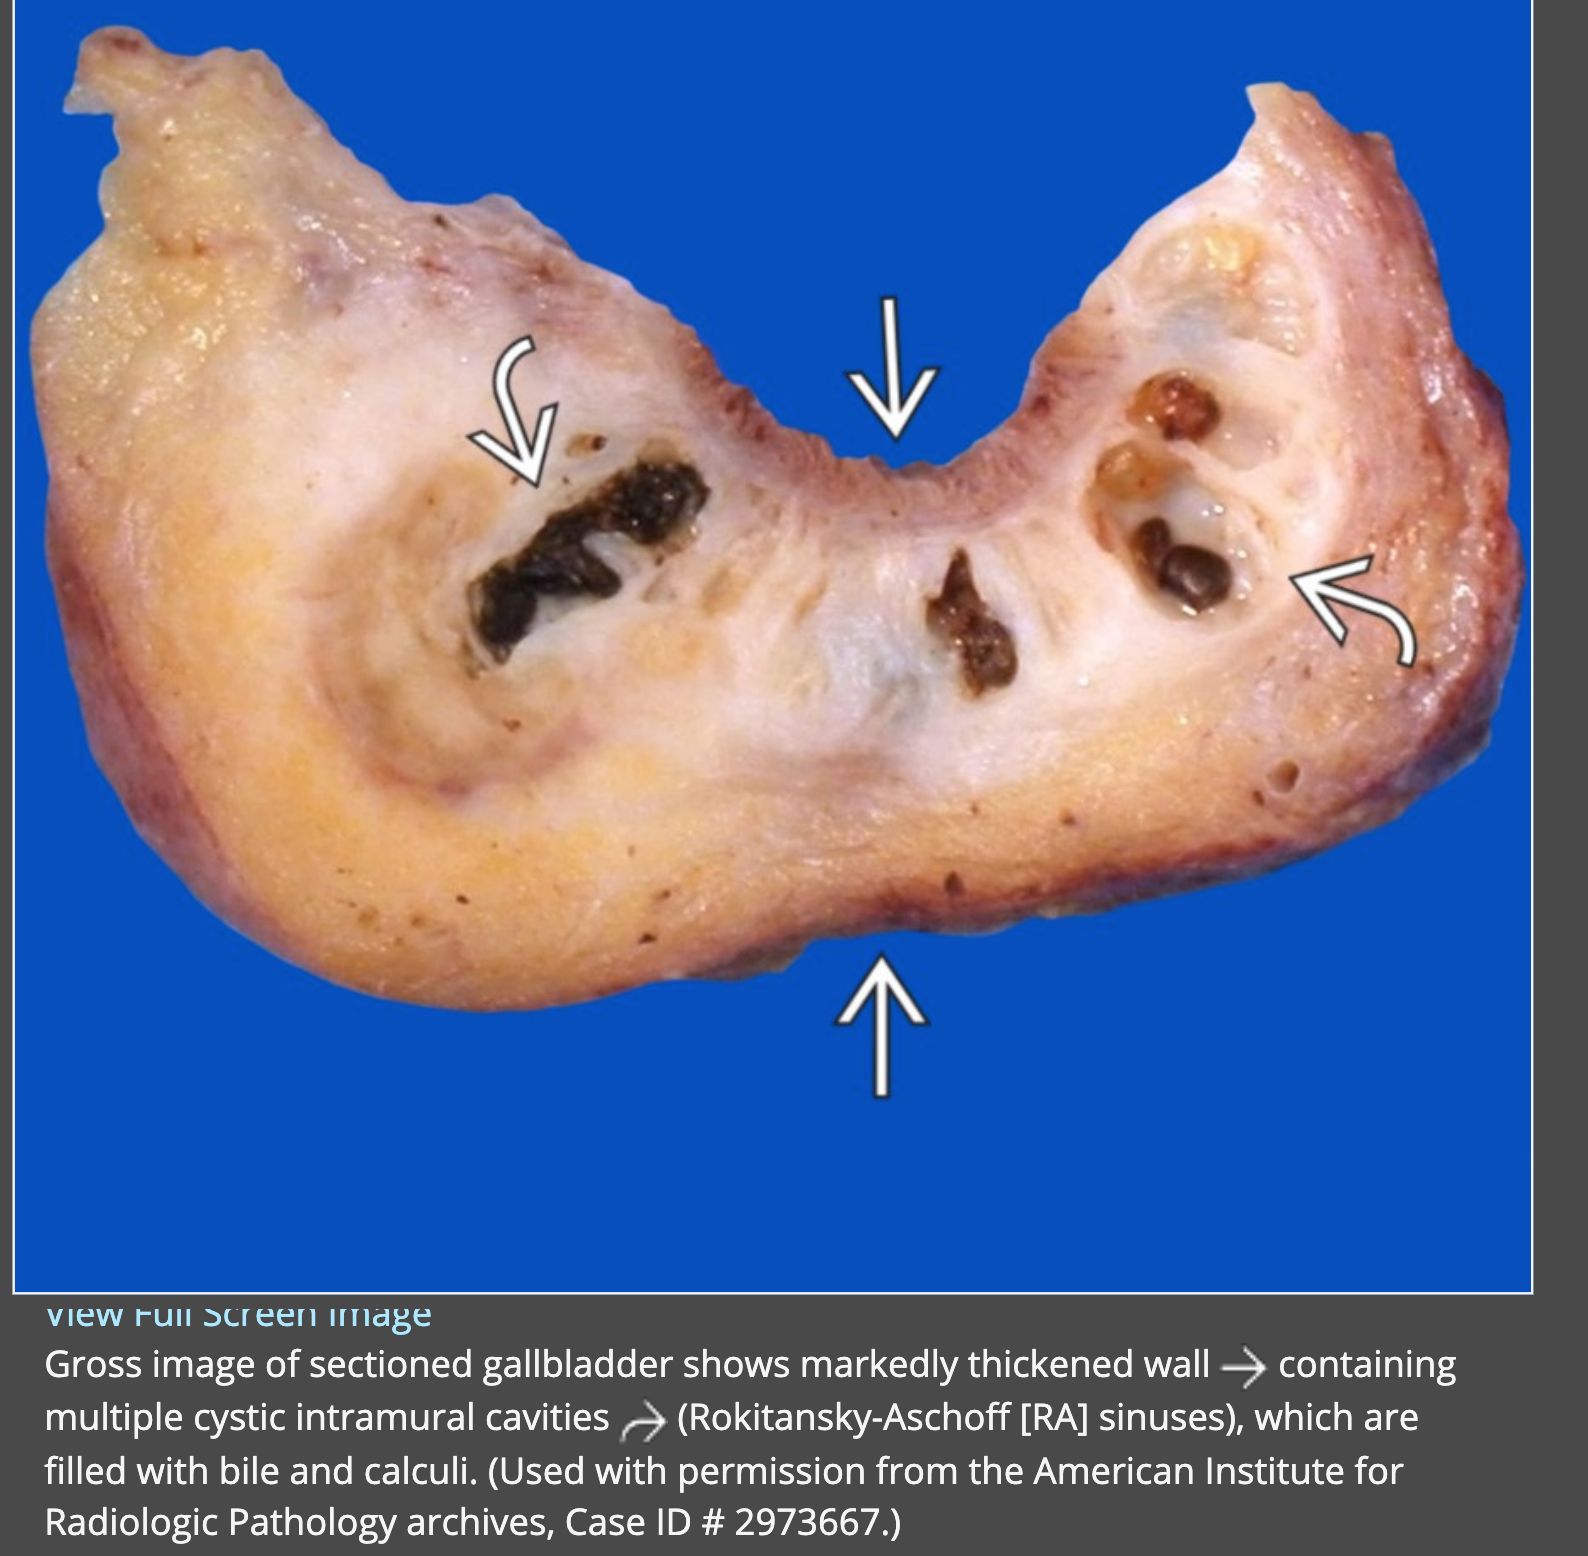 View Full Screen Image
Gross image of sectioned gallbladder shows markedly thickened wall → containing
multiple cystic intramural cavities ↷ (Rokitansky-Aschoff [RA] sinuses), which are
filled with bile and calculi. (Used with permission from the American Institute for
Radiologic Pathology archives, Case ID # 2973667.)